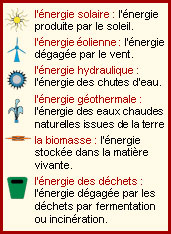 l'énergie solaire : l'énergie
produite par le soleil.
l'énergie éolienne : l'énergie
dégagée par le vent.
l'énergie hydraulique :
l'énergie des chutes d'eau.
l'énergie géothermale :
l'énergie des eaux chaudes
naturelles issues de la terre
la biomasse : l'énergie
stockée dans la matière
vivante.
l'énergie des déchets :
l'énergie dégagée par les
déchets par fermentation
ou incinération.